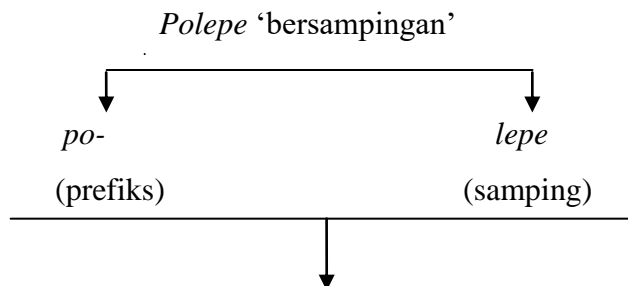 Polepe ‘bersampingan’
po- lepe
(prefiks) (samping)